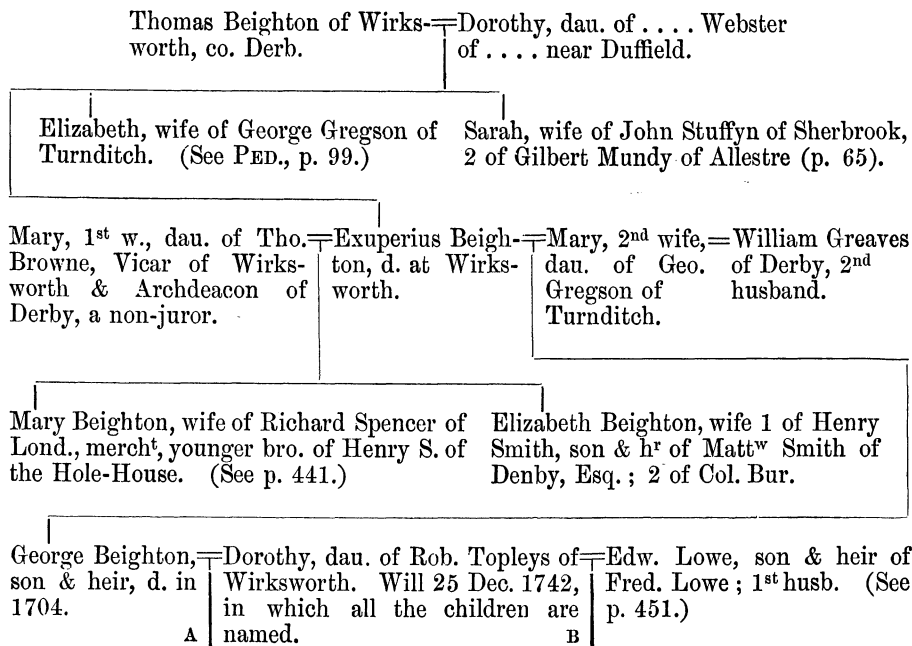 Thomas Beighton of Wirks-
worth, co. Derb.
Dorothy, dau. of .... Webster
of .... near Duffield.
Elizabeth, wife of George Gregson of
Turnditch. (See PED., p. 99.)
Sarah, wife of John Stuffyn of Sherbrook,
2 of Gilbert Mundy of Allestre (p. 65).
Mary, 1st w., dau. of Tho.
Browne, Vicar of Wirks-
worth & Archdeacon of
Derby, a non-juror.
Exuperius Beigh-
ton, d. at Wirks-
worth.
Mary, 2nd wife,
dau. of Geo.
Gregson of
Turnditch.
=William Greaves
of Derby, 2nd
husband.
Mary Beighton, wife of Richard Spencer of
Lond., mercht, younger bro. of Henry S. of
the Hole-House. (See p. 441.)
Elizabeth Beighton, wife 1 of Henry
Smith, son & hr of Mattw Smith of
Denby, Esq.; 2 of Col. Bur.
George Beighton,
son & heir, d. in
1704.
A
Dorothy, dau. of Rob. Topleys of
Wirksworth. Will 25 Dec. 1742,
in which all the children are
named.
B
Edw. Lowe, son & heir of
Fred. Lowe; 1st husb. (See
p. 451.)